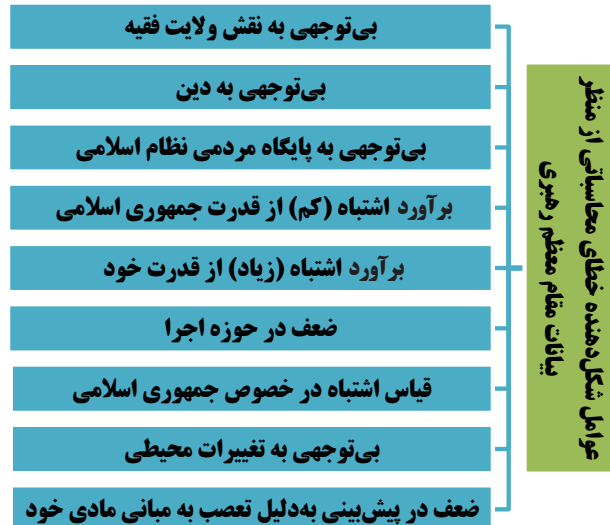 عوامل شکل‌دهنده خطای محاسباتی از منظر
بیانات مقام معظم رهبری
بی‌توجهی به نقش ولایت فقیه
بی‌توجهی به دین
بی‌توجهی به پایگاه مردمی نظام اسلامی
برآورد اشتباه (کم) از قدرت جمهوری اسلامی
برآورد اشتباه (زیاد) از قدرت خود
ضعف در حوزه اجرا
قیاس اشتباه در خصوص جمهوری اسلامی
بی‌توجهی به تغییرات محیطی
ضعف در پیش‌بینی به‌دلیل تعصب به مبانی مادی خود